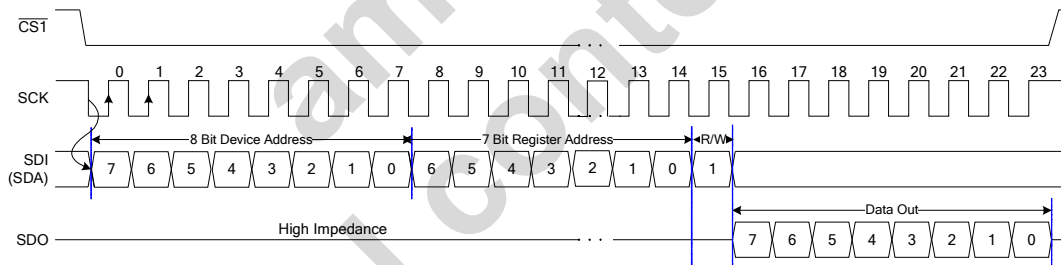 CS1
0 1 2 3 4 5 6 7 8 9 10 11 12 13 14 15 16 17 18 19 20 21 22 23
SCK
8 Bit Device Address 7 Bit Register Address R/W
SDI
(SDA)
7 6 5 4 3 2 1 0 6 5 4 3 2 1 0 1
Data Out
SDO High Impedance
7 6 5 4 3 2 1 0